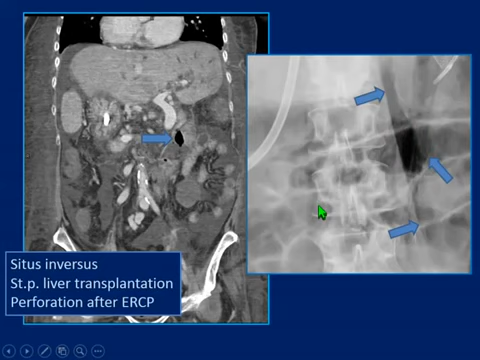 Situs inversus
St.p. liver transplantation
Perforation after ERCP